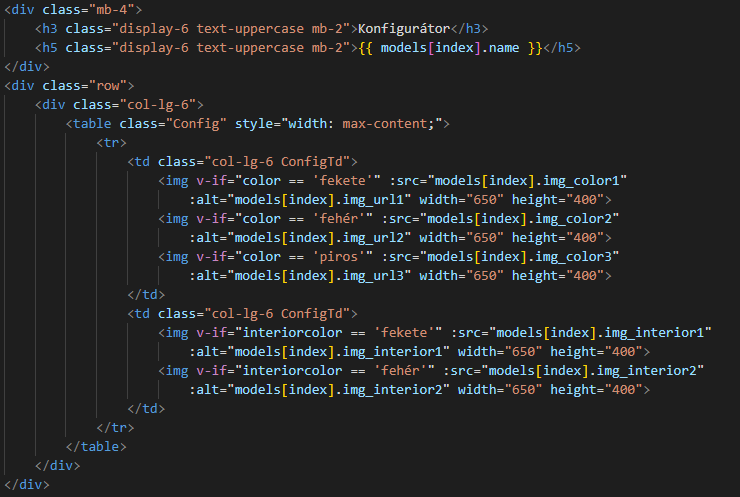 <div class="mb-4">
    <h3 class="display-6 text-uppercase mb-2">Konfigurátor</h3>
    <h5 class="display-6 text-uppercase mb-2">{{ models[index].name }}</h5>
</div>
<div class="row">
    <div class="col-lg-6">
        <table class="Config" style="width: max-content;">
            <tr>
                <td class="col-lg-6 ConfigTd">
                    <img v-if="color == 'fekete'" :src="models[index].img_color1"
                        :alt="models[index].img_url1" width="650" height="400">
                    <img v-if="color == 'fehér'" :src="models[index].img_color2"
                        :alt="models[index].img_url2" width="650" height="400">
                    <img v-if="color == 'piros'" :src="models[index].img_color3"
                        :alt="models[index].img_url3" width="650" height="400">
                </td>
                <td class="col-lg-6 ConfigTd">
                    <img v-if="interiorcolor == 'fekete'" :src="models[index].img_interior1"
                        :alt="models[index].img_interior1" width="650" height="400">
                    <img v-if="interiorcolor == 'fehér'" :src="models[index].img_interior2"
                        :alt="models[index].img_interior2" width="650" height="400">
                </td>
            </tr>
        </table>
    </div>
</div>